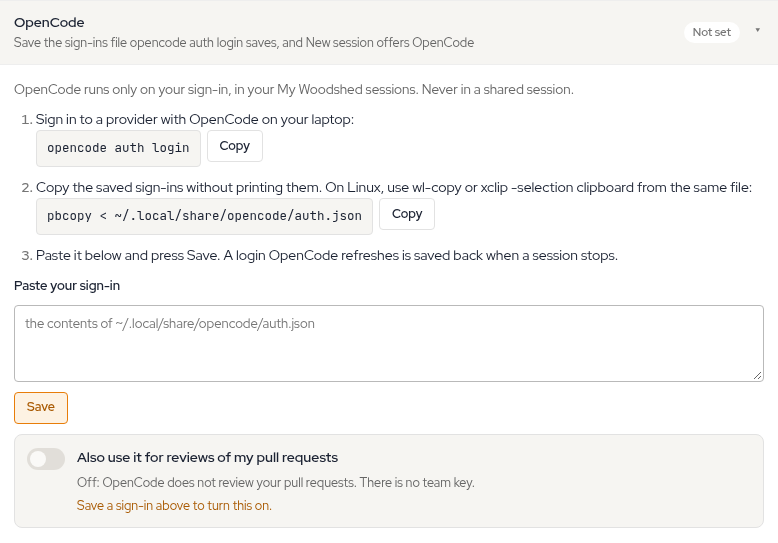 OpenCode
Save the sign-ins file opencode auth login saves, and New session offers OpenCode
Not set
OpenCode runs only on your sign-in, in your My Woodshed sessions. Never in a shared session.
1. Sign in to a provider with OpenCode on your laptop:
opencode auth login
Copy
2. Copy the saved sign-ins without printing them. On Linux, use wl-copy or xclip -selection clipboard from the same file:
pbcopy < ~/.local/share/opencode/auth.json
Copy
3. Paste it below and press Save. A login OpenCode refreshes is saved back when a session stops.
Paste your sign-in
the contents of ~/.local/share/opencode/auth.json
Save
Also use it for reviews of my pull requests
Off: OpenCode does not review your pull requests. There is no team key.
Save a sign-in above to turn this on.